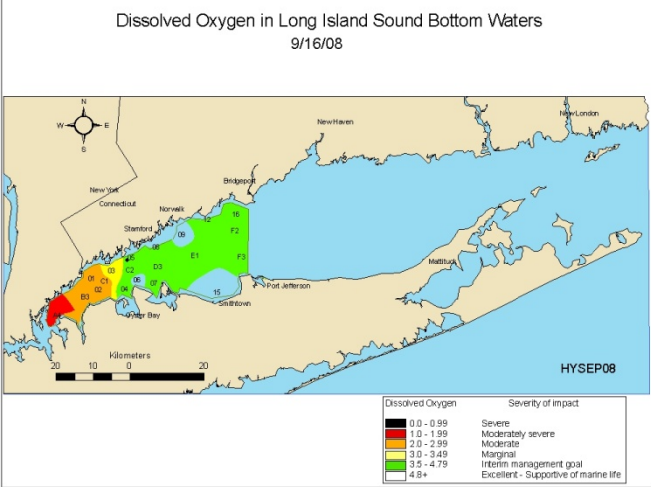 Dissolved Oxygen in Long Island Sound Bottom Waters
9/16/08
N
W E
S
New London
New Haven
New York
Connecticut
Bridgeport
Norwalk
Stamford
12
16
09
F2
08
05
E1
F3
03
01
C1
C2
D3
06
02
04
07
B3
15
Mattituck
Port Jefferson
Smithtown
Oyster Bay
Kilometers
20 10 0 20
HYSEP08
Dissolved Oxygen Severity of impact
0.0 - 0.99 Severe
1.0 - 1.99 Moderately severe
2.0 - 2.99 Moderate
3.0 - 3.49 Marginal
3.5 - 4.79 Interim management goal
4.8+ Excellent - Supportive of marine life